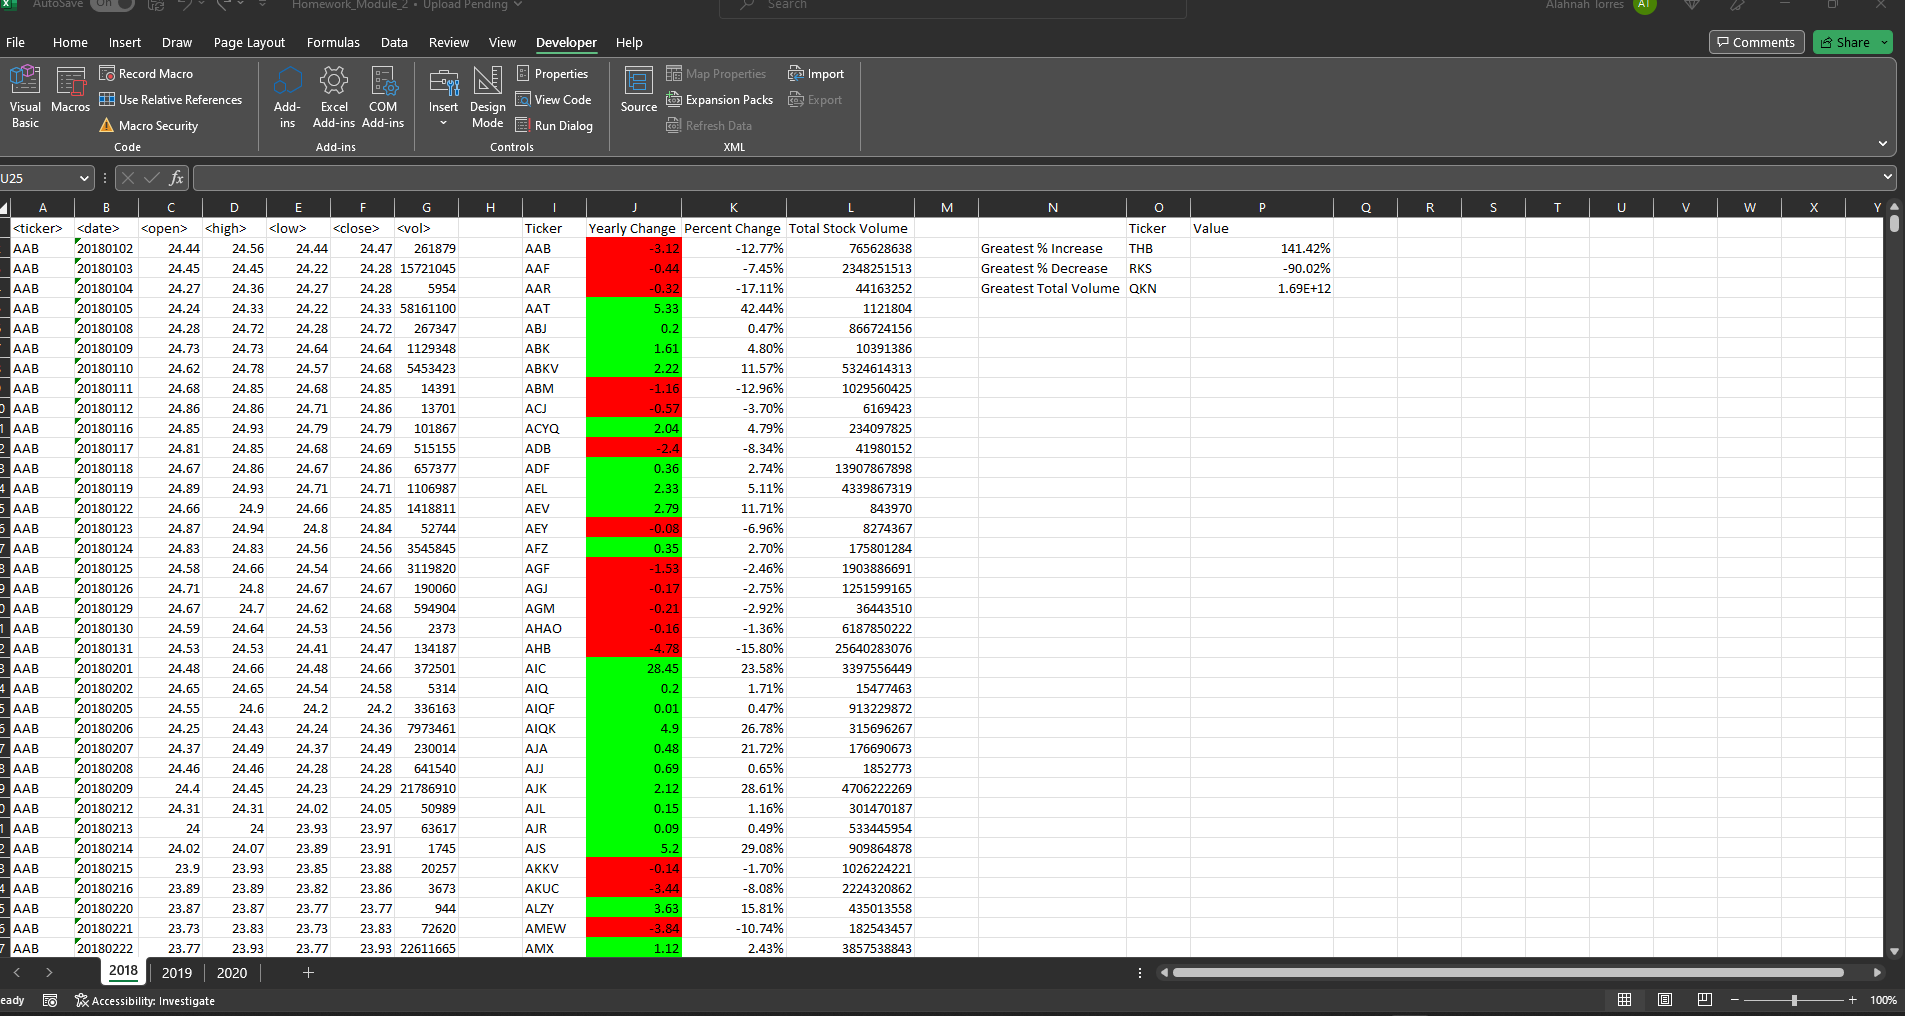 AutoSave On Homework_Module_2 • Upload Pending Search Alahnah Torres AT
File Home Insert Draw Page Layout Formulas Data Review View Developer Help Comments Share
Visual Basic Macros Record Macro Use Relative References Macro Security Code
Add-ins Excel Add-ins COM Add-ins Add-ins
Insert Design Mode Properties View Code Run Dialog Controls
Source Map Properties Expansion Packs Refresh Data Import Export XML
U25 fx
A B C D E F G H I J K L M N O P Q R S T U V W X Y
<ticker> <date> <open> <high> <low> <close> <vol> Ticker Yearly Change Percent Change Total Stock Volume Ticker Value
AAB 20180102 24.44 24.56 24.44 24.47 261879 AAB -3.12 -12.77% 765628638 Greatest % Increase THB 141.42%
AAB 20180103 24.45 24.45 24.22 24.28 15721045 AAF -0.44 -7.45% 2348251513 Greatest % Decrease RKS -90.02%
AAB 20180104 24.27 24.36 24.27 24.28 5954 AAR -0.32 -17.11% 44163252 Greatest Total Volume QKN 1.69E+12
AAB 20180105 24.24 24.33 24.22 24.33 58161100 AAT 5.33 42.44% 1121804
AAB 20180108 24.28 24.72 24.28 24.72 267347 ABJ 0.2 0.47% 866724156
AAB 20180109 24.73 24.73 24.64 24.64 1129348 ABK 1.61 4.80% 10391386
AAB 20180110 24.62 24.78 24.57 24.68 5453423 ABKV 2.22 11.57% 5324614313
AAB 20180111 24.68 24.85 24.68 24.85 14391 ABM -1.16 -12.96% 1029560425
AAB 20180112 24.86 24.86 24.71 24.86 13701 ACJ -0.57 -3.70% 6169423
AAB 20180116 24.85 24.93 24.79 24.79 101867 ACYQ 2.04 4.79% 234097825
AAB 20180117 24.81 24.85 24.68 24.69 515155 ADB -2.4 -8.34% 41980152
AAB 20180118 24.67 24.86 24.67 24.86 657377 ADF 0.36 2.74% 13907867898
AAB 20180119 24.89 24.93 24.71 24.71 1106987 AEL 2.33 5.11% 4339867319
AAB 20180122 24.66 24.9 24.66 24.85 1418811 AEV 2.79 11.71% 843970
AAB 20180123 24.87 24.94 24.8 24.84 52744 AEY -0.08 -6.96% 8274367
AAB 20180124 24.83 24.83 24.56 24.56 3545845 AFZ 0.35 2.70% 175801284
AAB 20180125 24.58 24.66 24.54 24.66 3119820 AGF -1.53 -2.46% 1903886691
AAB 20180126 24.71 24.8 24.67 24.67 190060 AGJ -0.17 -2.75% 1251599165
AAB 20180129 24.67 24.7 24.62 24.68 594904 AGM -0.21 -2.92% 36443510
AAB 20180130 24.59 24.64 24.53 24.56 2373 AHAO -0.16 -1.36% 6187850222
AAB 20180131 24.53 24.53 24.41 24.47 134187 AHB -4.78 -15.80% 25640283076
AAB 20180201 24.48 24.66 24.48 24.66 372501 AIC 28.45 23.58% 3397556449
AAB 20180202 24.65 24.65 24.54 24.58 5314 AIQ 0.2 1.71% 15477463
AAB 20180205 24.55 24.6 24.2 24.2 336163 AIQF 0.01 0.47% 913229872
AAB 20180206 24.25 24.43 24.24 24.36 7973461 AIQK 4.9 26.78% 315696267
AAB 20180207 24.37 24.49 24.37 24.49 230014 AJA 0.48 21.72% 176690673
AAB 20180208 24.46 24.46 24.28 24.28 641540 AJJ 0.69 0.65% 1852773
AAB 20180209 24.4 24.45 24.23 24.29 21786910 AJK 2.12 28.61% 4706222269
AAB 20180212 24.31 24.31 24.02 24.05 50989 AJL 0.15 1.16% 301470187
AAB 20180213 24 24 23.93 23.97 63617 AJR 0.09 0.49% 533445954
AAB 20180214 24.02 24.07 23.89 23.91 1745 AJS 5.2 29.08% 909864878
AAB 20180215 23.9 23.93 23.85 23.88 20257 AKKV -0.14 -1.70% 1026224221
AAB 20180216 23.89 23.89 23.82 23.86 3673 AKUC -3.44 -8.08% 2224320862
AAB 20180220 23.87 23.87 23.77 23.77 944 ALZY 3.63 15.81% 435013558
AAB 20180221 23.73 23.83 23.73 23.83 72620 AMEW -3.84 -10.74% 182543457
AAB 20180222 23.77 23.93 23.77 23.93 22611665 AMX 1.12 2.43% 3857538843
2018 2019 2020
eady Accessibility: Investigate 100%